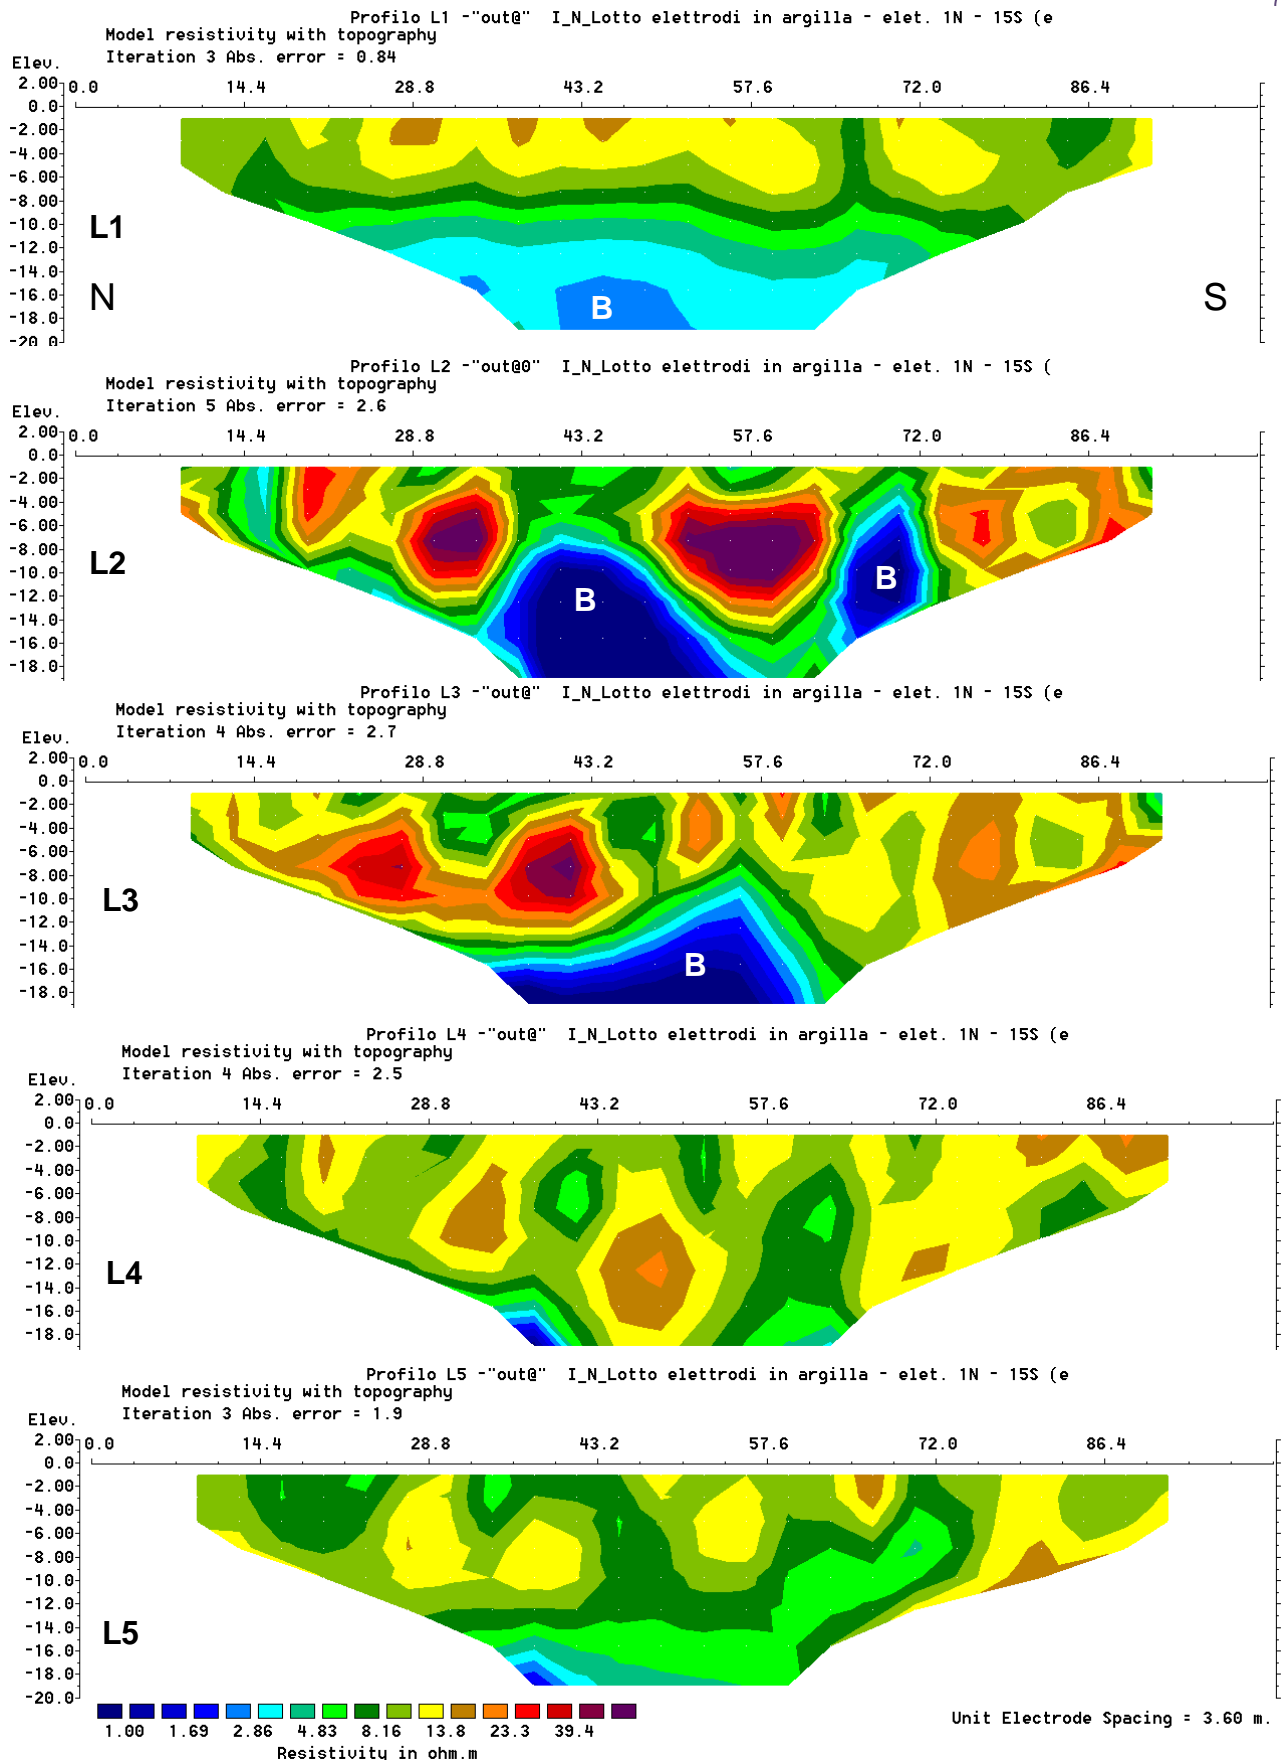 Profilo L1 -"out@"  I_N_Lotto elettrodi in argilla - elet. 1N - 15S (e
Model resistivity with topography
Iteration 3 Abs. error = 0.84
Elev.
0.0 14.4 28.8 43.2 57.6 72.0 86.4
2.00
0.0
-2.00
-4.00
-6.00
-8.00
-10.0
-12.0
-14.0
-16.0
-18.0
-20.0
L1
N
B
S
Profilo L2 -"out@0"  I_N_Lotto elettrodi in argilla - elet. 1N - 15S (
Model resistivity with topography
Iteration 5 Abs. error = 2.6
Elev.
0.0 14.4 28.8 43.2 57.6 72.0 86.4
2.00
0.0
-2.00
-4.00
-6.00
-8.00
-10.0
-12.0
-14.0
-16.0
-18.0
L2
B
B
Profilo L3 -"out@"  I_N_Lotto elettrodi in argilla - elet. 1N - 15S (e
Model resistivity with topography
Iteration 4 Abs. error = 2.7
Elev.
0.0 14.4 28.8 43.2 57.6 72.0 86.4
2.00
0.0
-2.00
-4.00
-6.00
-8.00
-10.0
-12.0
-14.0
-16.0
-18.0
L3
B
Profilo L4 -"out@"  I_N_Lotto elettrodi in argilla - elet. 1N - 15S (e
Model resistivity with topography
Iteration 4 Abs. error = 2.5
Elev.
0.0 14.4 28.8 43.2 57.6 72.0 86.4
2.00
0.0
-2.00
-4.00
-6.00
-8.00
-10.0
-12.0
-14.0
-16.0
-18.0
L4
Profilo L5 -"out@"  I_N_Lotto elettrodi in argilla - elet. 1N - 15S (e
Model resistivity with topography
Iteration 3 Abs. error = 1.9
Elev.
0.0 14.4 28.8 43.2 57.6 72.0 86.4
2.00
0.0
-2.00
-4.00
-6.00
-8.00
-10.0
-12.0
-14.0
-16.0
-18.0
-20.0
L5
1.00 1.69 2.86 4.83 8.16 13.8 23.3 39.4
Resistivity in ohm.m
Unit Electrode Spacing = 3.60 m.